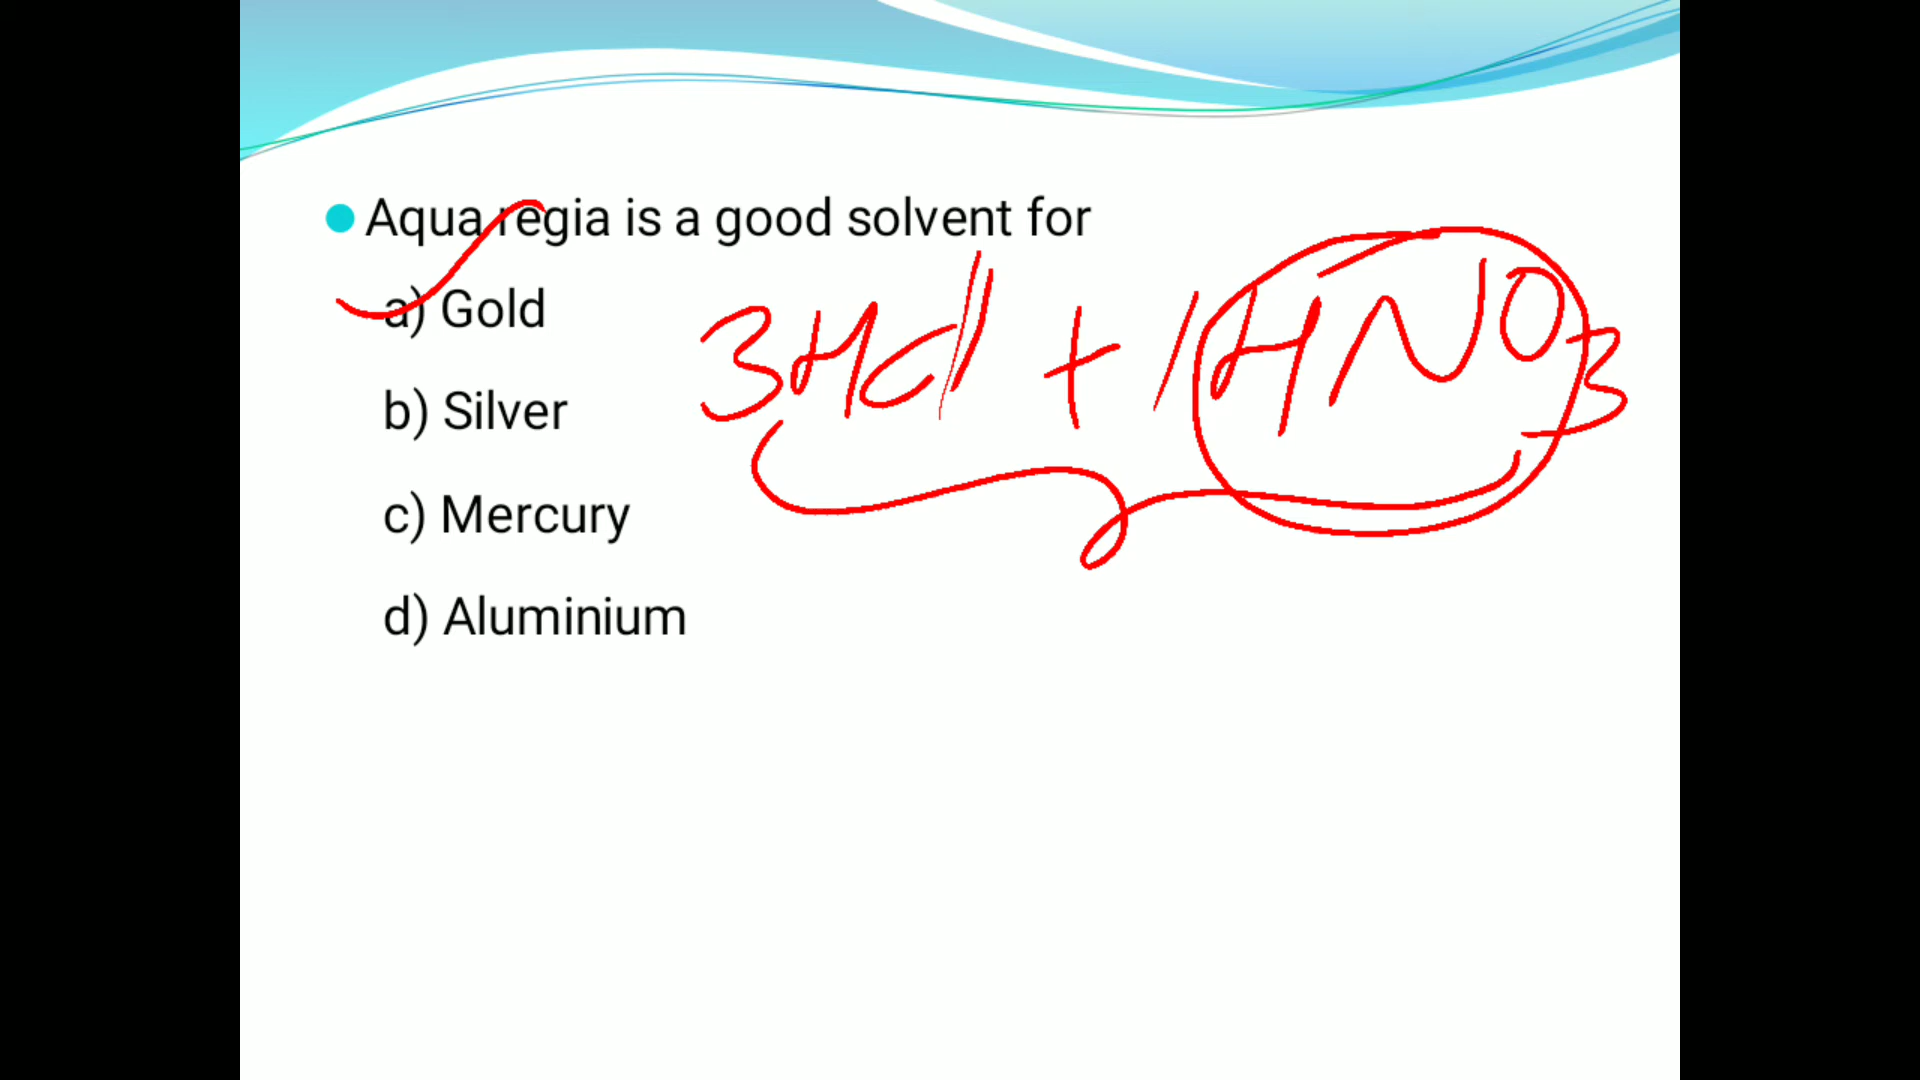 Aqua regia is a good solvent for
a) Gold
3HCl + 1HNO3
b) Silver
c) Mercury
d) Aluminium